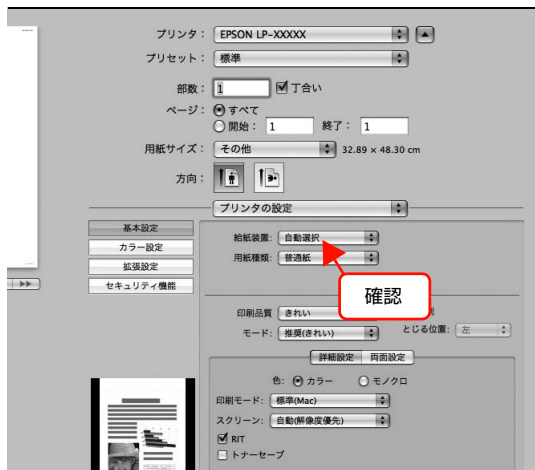 プリンタ： EPSON LP-XXXXX
プリセット： 標準
部数： 1 丁合い
ページ： すべて
開始： 1 終了： 1
用紙サイズ： その他 32.89 × 48.30 cm
方向：
プリンタの設定
基本設定
カラー設定
拡張設定
セキュリティ機能
給紙装置： 自動選択
用紙種類： 普通紙
確認
印刷品質 きれい
モード： 推奨(きれい) とじる位置： 左
詳細設定 両面設定
色： カラー モノクロ
印刷モード： 標準(Mac)
スクリーン： 自動(解像度優先)
RIT
トナーセーブ